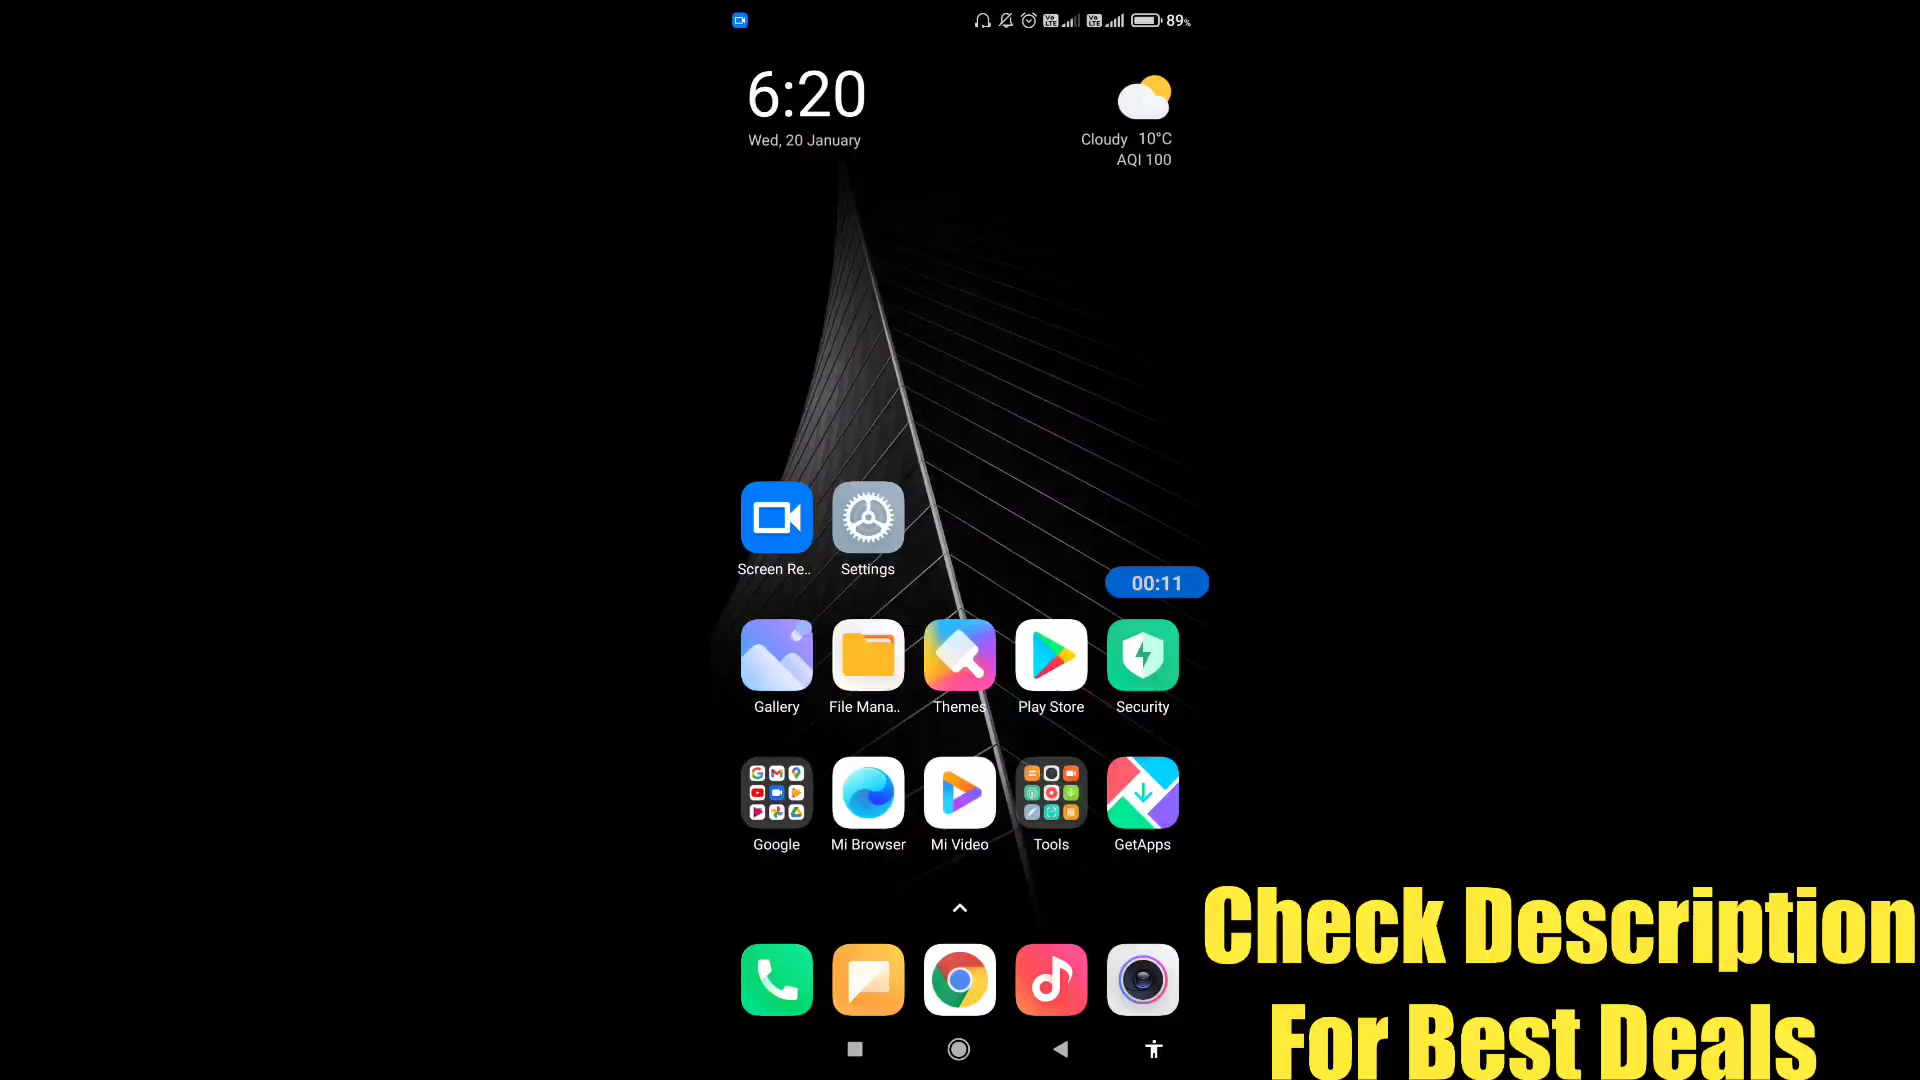 89%
6:20
Wed, 20 January
Cloudy 10°C
AQI 100
Screen Re..
Settings
00:11
Gallery
File Mana..
Themes
Play Store
Security
Google
Mi Browser
Mi Video
Tools
GetApps
Check Description
For Best Deals